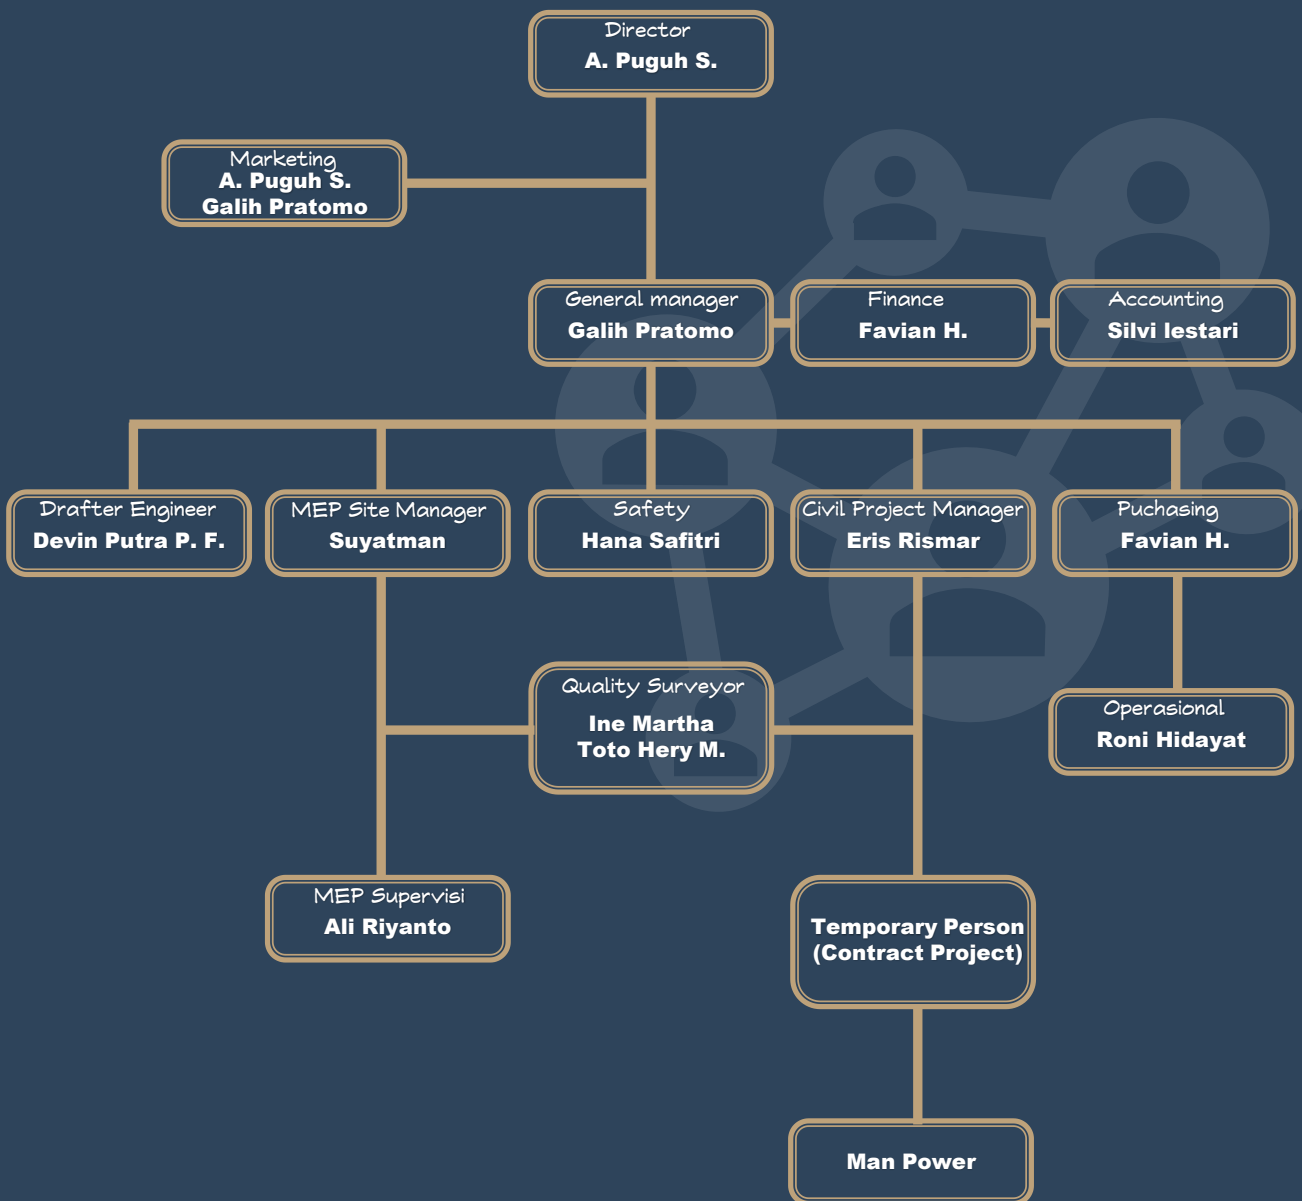 Director
A. Puguh S.
Marketing
A. Puguh S.
Galih Pratomo
General manager
Galih Pratomo
Finance
Favian H.
Accounting
Silvi lestari
Drafter Engineer
Devin Putra P. F.
MEP Site Manager
Suyatman
Safety
Hana Safitri
Civil Project Manager
Eris Rismar
Puchasing
Favian H.
Quality Surveyor
Ine Martha
Toto Hery M.
Operasional
Roni Hidayat
MEP Supervisi
Ali Riyanto
Temporary Person
(Contract Project)
Man Power